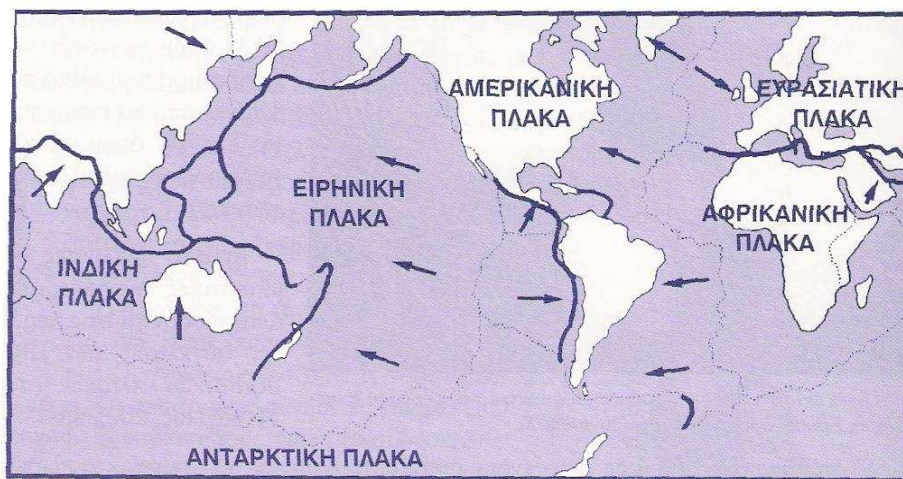 ΑΜΕΡΙΚΑΝΙΚΗ
ΠΛΑΚΑ
ΕΥΡΑΣΙΑΤΙΚΗ
ΠΛΑΚΑ
ΕΙΡΗΝΙΚΗ
ΠΛΑΚΑ
ΑΦΡΙΚΑΝΙΚΗ
ΠΛΑΚΑ
ΙΝΔΙΚΗ
ΠΛΑΚΑ
ΑΝΤΑΡΚΤΙΚΗ ΠΛΑΚΑ